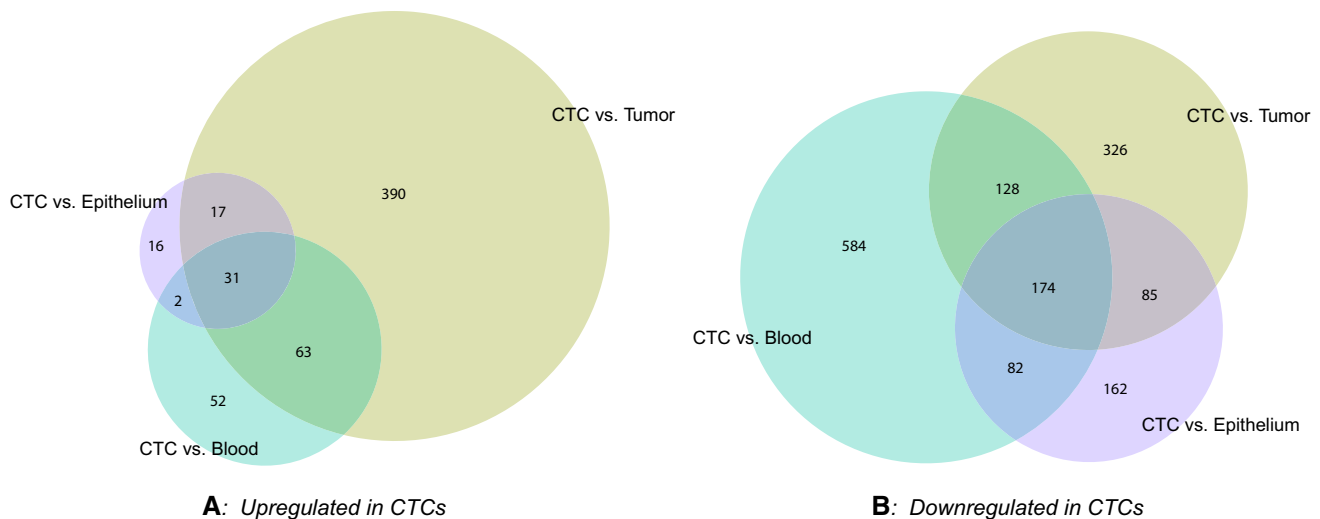 CTC vs. Tumor
390
CTC vs. Epithelium
17
16
31
2
63
52
CTC vs. Blood
A: Upregulated in CTCs
CTC vs. Tumor
326
128
584
174
85
CTC vs. Blood
82
162
CTC vs. Epithelium
B: Downregulated in CTCs